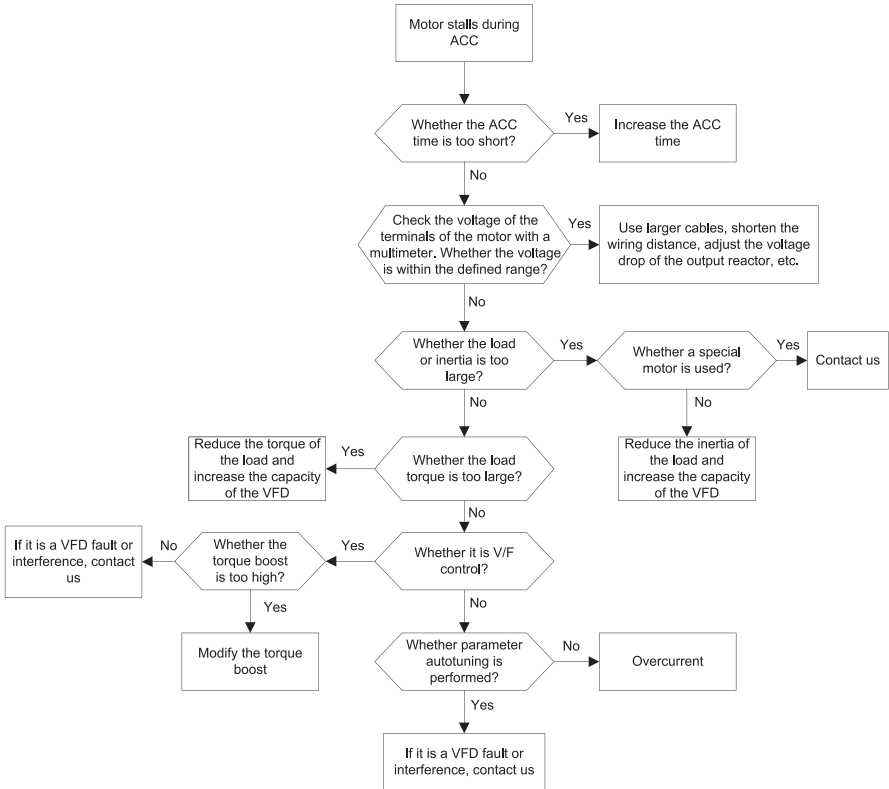 Motor stalls during
ACC
Whether the ACC
time is too short?
Yes
Increase the ACC
time
No
Check the voltage of the
terminals of the motor with a
multimeter. Whether the voltage
is within the defined range?
Yes
Use larger cables, shorten the
wiring distance, adjust the voltage
drop of the output reactor, etc.
No
Whether the load
or inertia is too
large?
Yes
Whether a special
motor is used?
Yes
Contact us
No
No
Reduce the torque of
the load and
increase the capacity
of the VFD
Yes
Whether the load
torque is too large?
Reduce the inertia of
the load and
increase the capacity
of the VFD
No
If it is a VFD fault or
interference, contact
us
No
Whether the
torque boost
is too high?
Yes
Whether it is V/F
control?
Yes
No
Modify the torque
boost
Whether parameter
autotuning is
performed?
No
Overcurrent
Yes
If it is a VFD fault or
interference, contact us